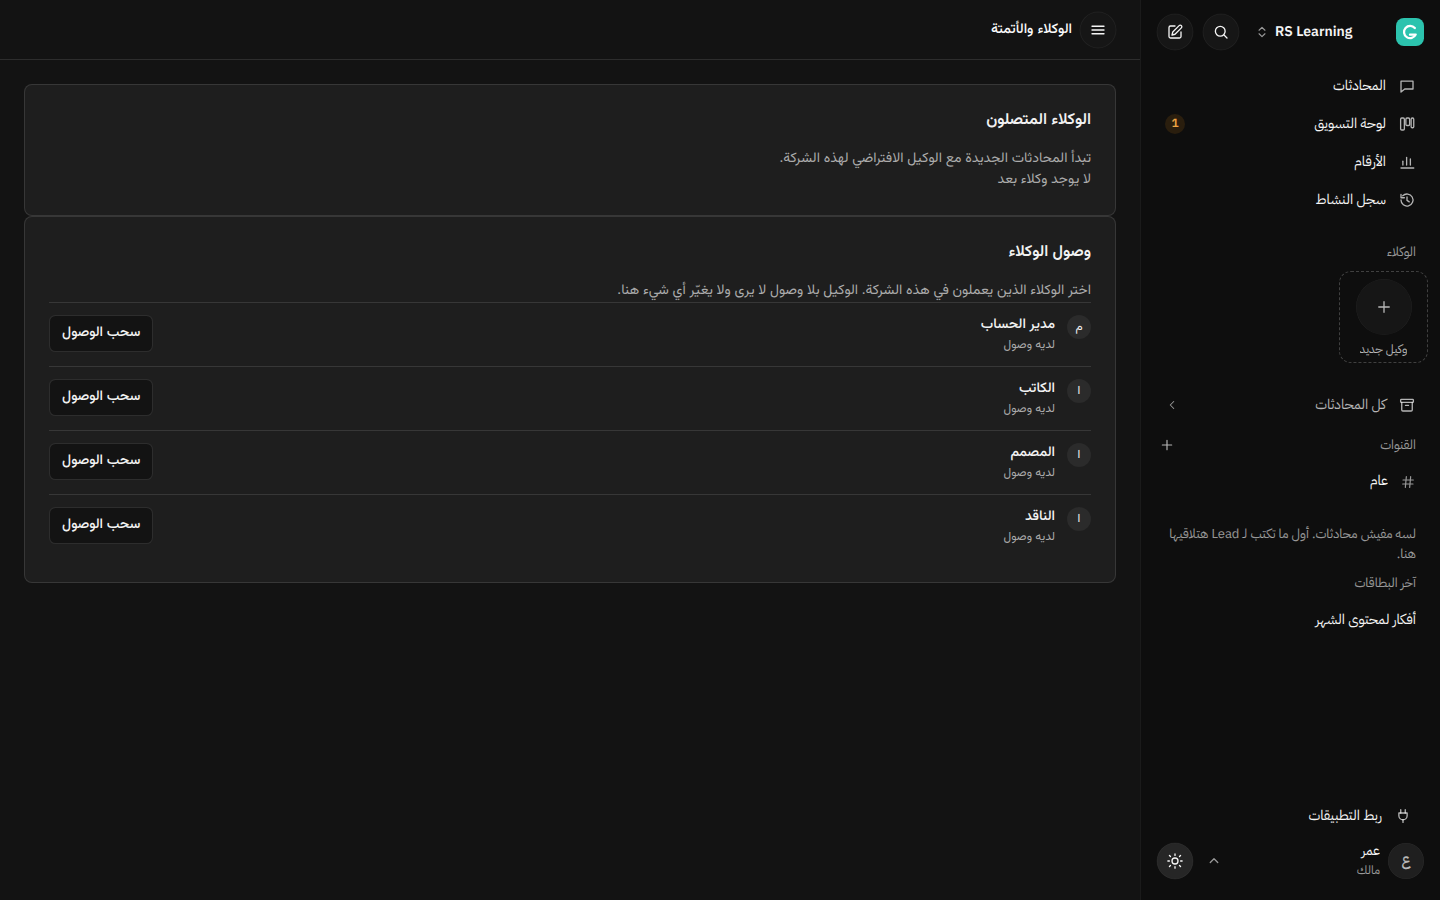 RS Learning
المحادثات
لوحة التسويق
1
الأرقام
سجل النشاط
الوكلاء
وكيل جديد
كل المحادثات
القنوات
عام
لسه مفيش محادثات. أول ما تكتب لـ Lead هتلاقيها
هنا.
آخر البطاقات
أفكار لمحتوى الشهر
ربط التطبيقات
ع
عمر
مالك
الوكلاء والأتمتة
الوكلاء المتصلون
تبدأ المحادثات الجديدة مع الوكيل الافتراضي لهذه الشركة.
لا يوجد وكلاء بعد
وصول الوكلاء
اختر الوكلاء الذين يعملون في هذه الشركة. الوكيل بلا وصول لا يرى ولا يغيّر أي شيء هنا.
م
مدير الحساب
لديه وصول
سحب الوصول
ا
الكاتب
لديه وصول
سحب الوصول
ا
المصمم
لديه وصول
سحب الوصول
ا
الناقد
لديه وصول
سحب الوصول